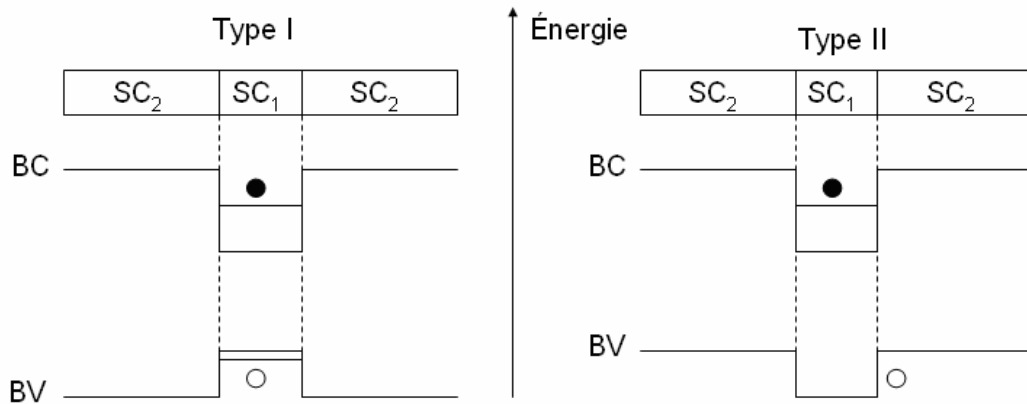 Type I
Énergie
Type II
SC₂ SC₁ SC₂
SC₂ SC₁ SC₂
BC
BC
BV
BV